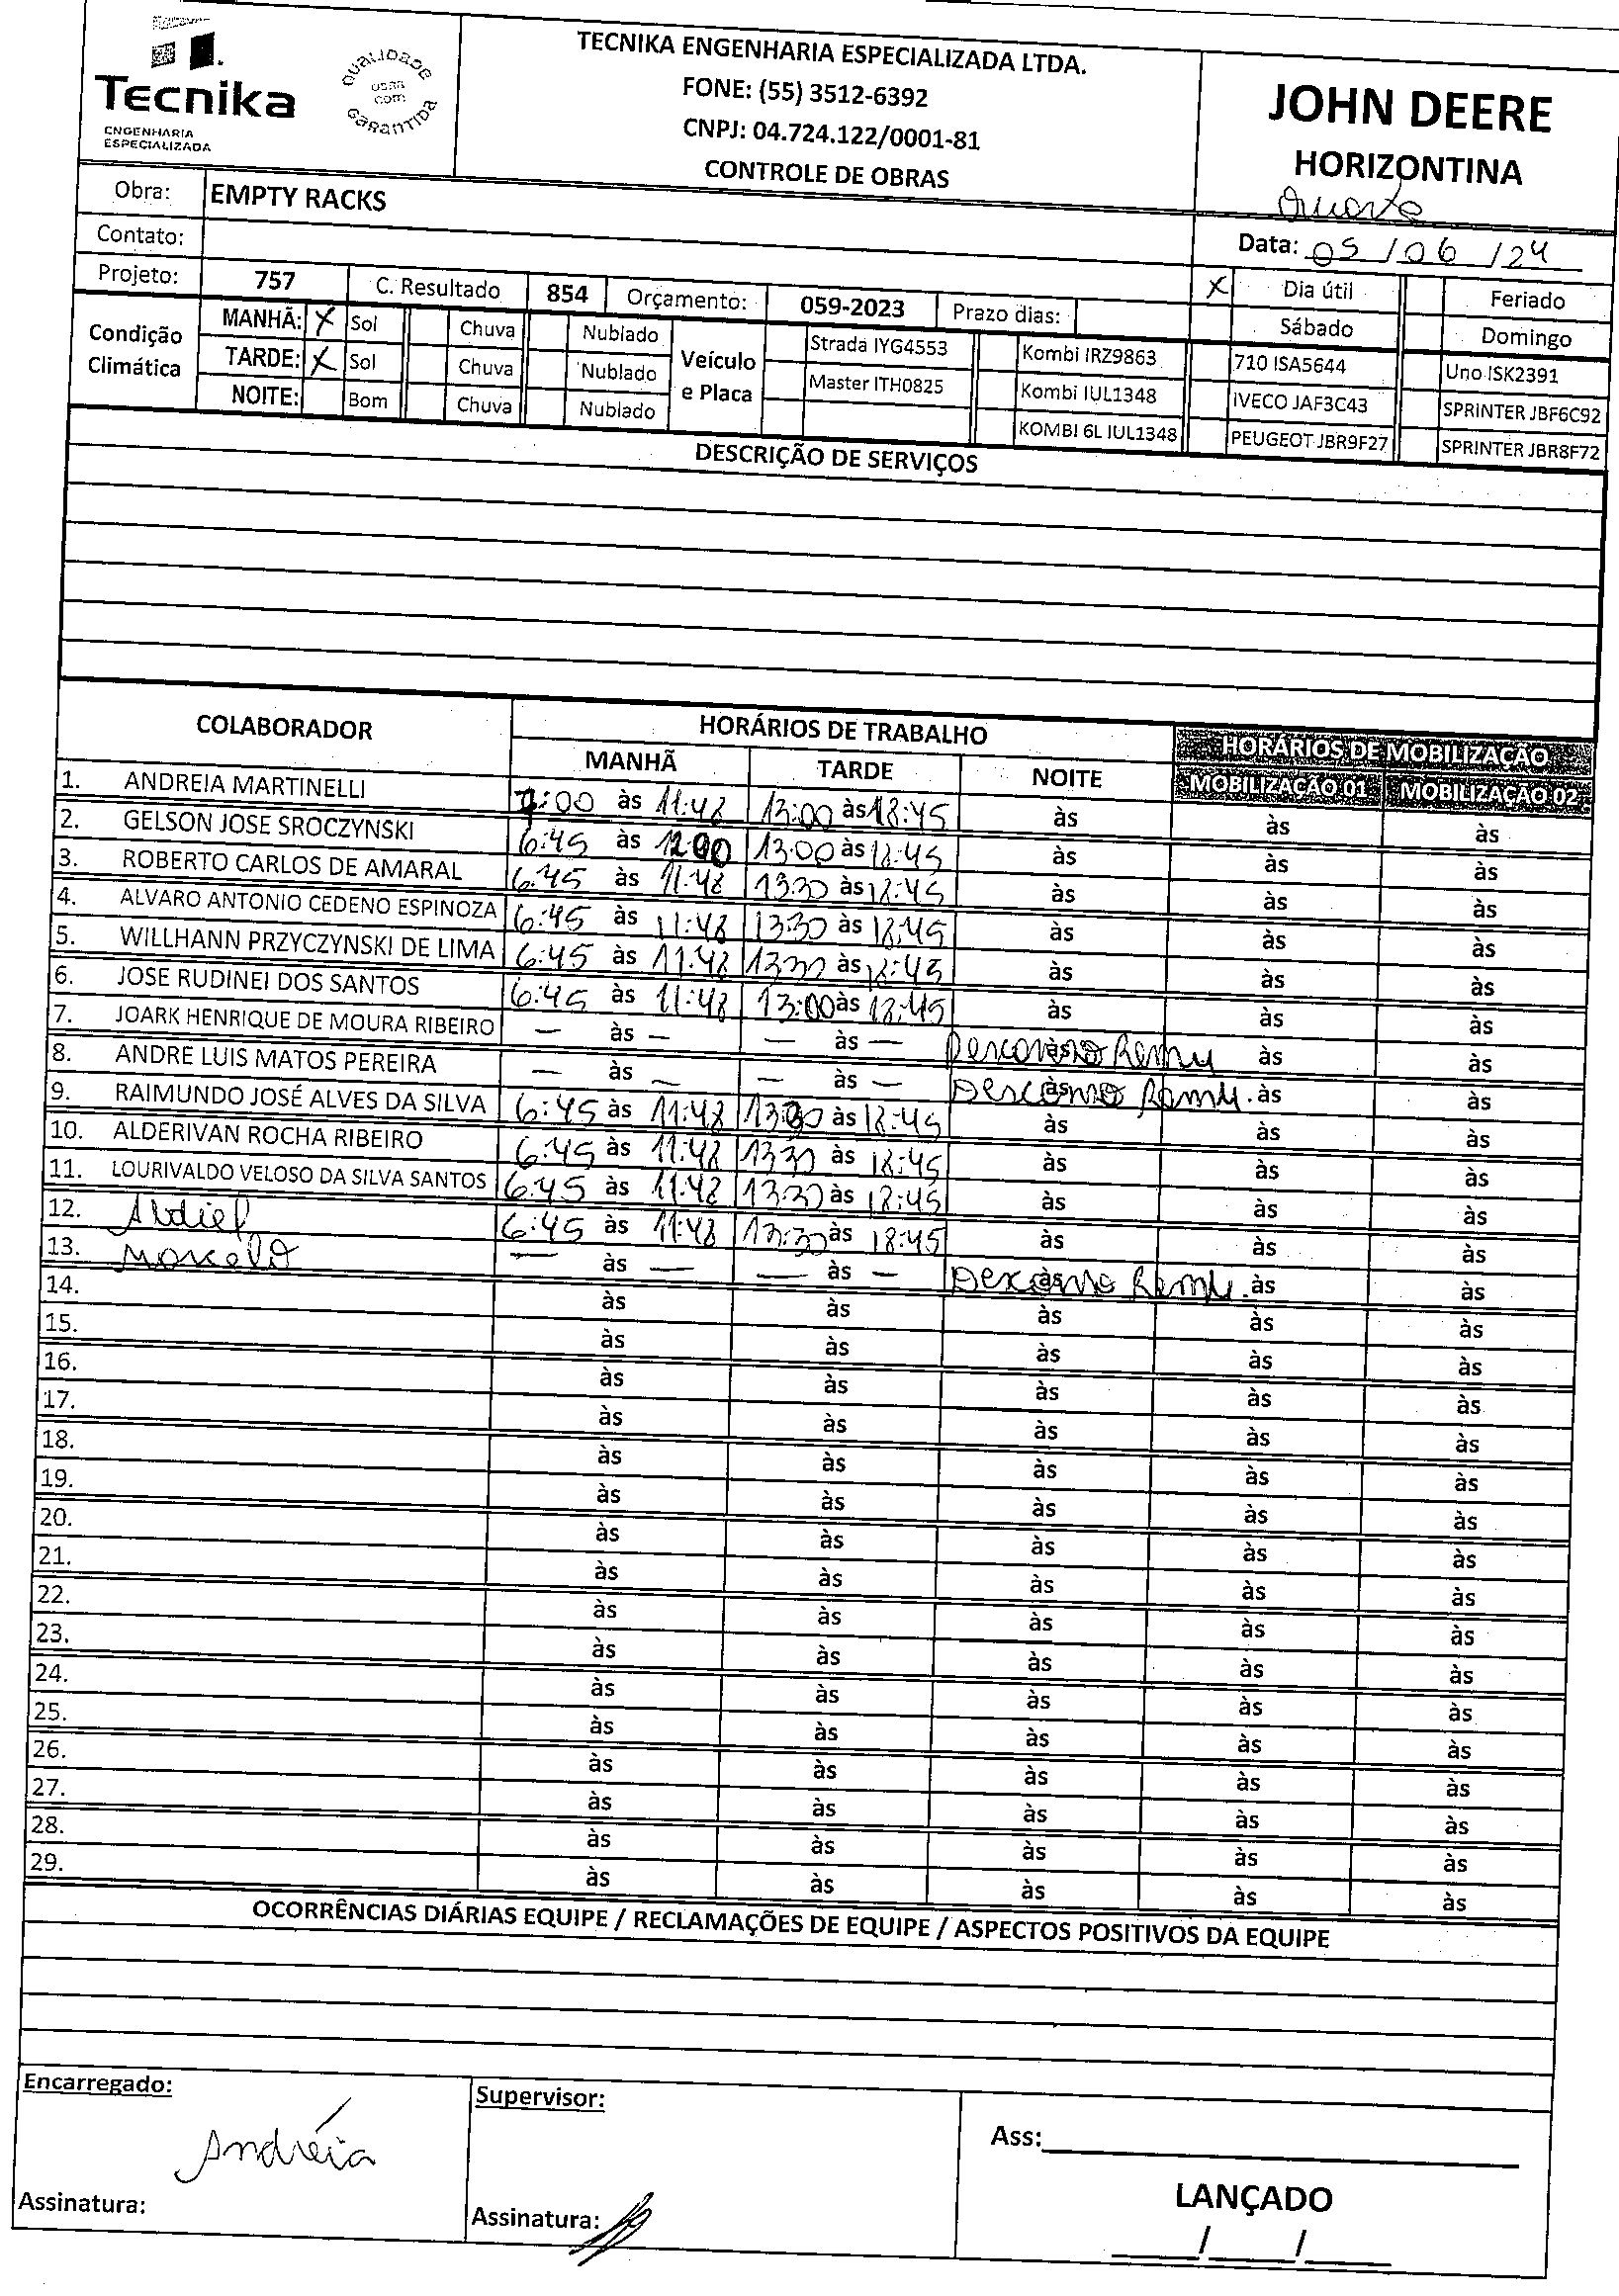 Tecnika
ENGENHARIA
ESPECIALIZADA
QUALIDADE
GARANTIDA
TECNIKA ENGENHARIA ESPECIALIZADA LTDA.
FONE: (55) 3512-6392
CNPJ: 04.724.122/0001-81
CONTROLE DE OBRAS
JOHN DEERE
HORIZONTINA
Quarta
Obra: EMPTY RACKS
Contato:
Data: 05/06/24
Projeto: 757 C. Resultado 854 Orçamento: 059-2023 Prazo dias: X Dia útil Feriado
Sábado Domingo
Condição Climática
MANHÃ: X Sol Chuva Nublado
TARDE: X Sol Chuva Nublado
NOITE: Bom Chuva Nublado
Veículo e Placa
Strada IYG4553 Kombi IRZ9863 710 ISA5644 Uno ISK2391
Master ITH0825 Kombi IUL1348 IVECO JAF3C43 SPRINTER JBF6C92
KOMBI 6L IUL1348 PEUGEOT JBR9F27 SPRINTER JBR8F72
DESCRIÇÃO DE SERVIÇOS
COLABORADOR HORÁRIOS DE TRABALHO HORÁRIOS DE MOBILIZAÇÃO
MANHÃ TARDE NOITE MOBILIZAÇÃO 01 MOBILIZAÇÃO 02
1. ANDREIA MARTINELLI 7:00 às 11:48 13:00 às 18:45 às às às
2. GELSON JOSE SROCZYNSKI 6:45 às 12:00 13:00 às 18:45 às às às
3. ROBERTO CARLOS DE AMARAL 6:45 às 11:48 13:30 às 18:45 às às às
4. ALVARO ANTONIO CEDENO ESPINOZA 6:45 às 11:48 13:30 às 18:45 às às às
5. WILLHANN PRZYCZYNSKI DE LIMA 6:45 às 11:48 13:30 às 18:45 às às às
6. JOSE RUDINEI DOS SANTOS 6:45 às 11:48 13:00 às 18:45 às às às
7. JOARK HENRIQUE DE MOURA RIBEIRO — às — — às — Descanso Remu às às às
8. ANDRE LUIS MATOS PEREIRA — às — — às — Descanso Remu. às às às
9. RAIMUNDO JOSÉ ALVES DA SILVA 6:45 às 11:48 13:00 às 18:45 às às às
10. ALDERIVAN ROCHA RIBEIRO 6:45 às 11:48 13:30 às 18:45 às às às
11. LOURIVALDO VELOSO DA SILVA SANTOS 6:45 às 11:48 13:30 às 18:45 às às às
12. 6:45 às 11:48 13:30 às 18:45 às às às
13. Marcelo — às — — às — Descanso Remu. às às às
14. às às às às às
15. às às às às às
16. às às às às às
17. às às às às às
18. às às às às às
19. às às às às às
20. às às às às às
21. às às às às às
22. às às às às às
23. às às às às às
24. às às às às às
25. às às às às às
26. às às às às às
27. às às às às às
28. às às às às às
29. às às às às às
OCORRÊNCIAS DIÁRIAS EQUIPE / RECLAMAÇÕES DE EQUIPE / ASPECTOS POSITIVOS DA EQUIPE
Encarregado: Supervisor:
Andréia
Ass:
LANÇADO
Assinatura: Assinatura:
/ /